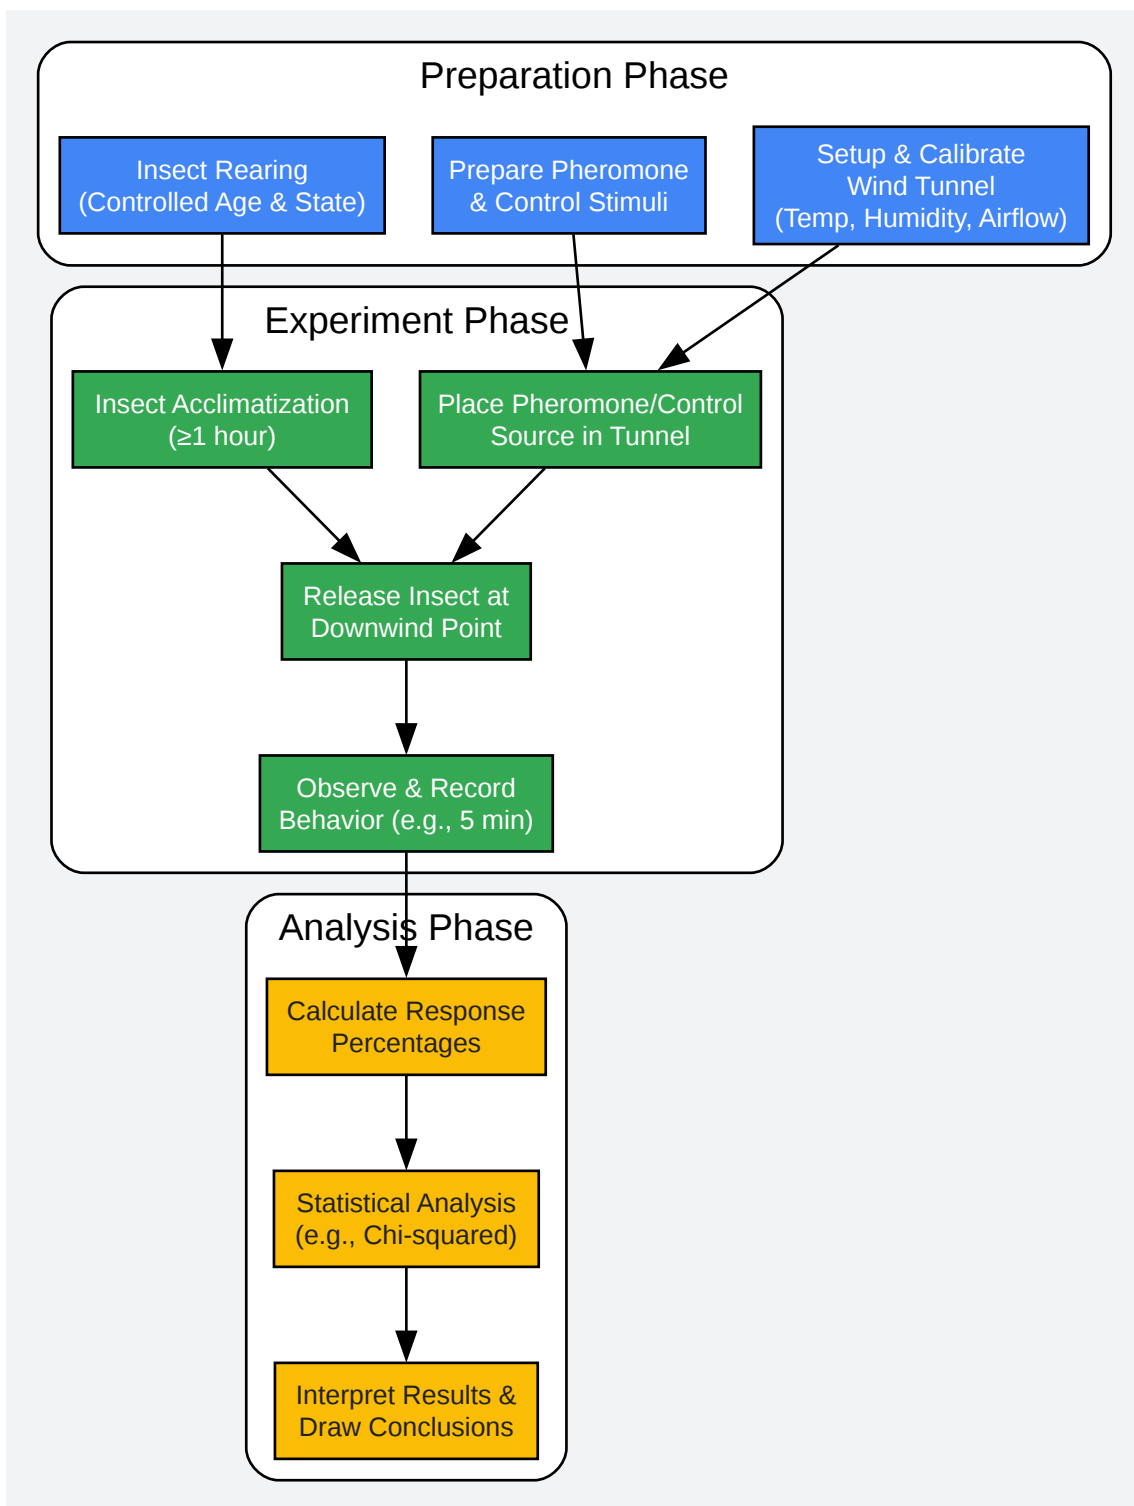 Preparation Phase
Insect Rearing
(Controlled Age & State)
Prepare Pheromone
& Control Stimuli
Setup & Calibrate
Wind Tunnel
(Temp, Humidity, Airflow)
Experiment Phase
Insect Acclimatization
(≥1 hour)
Place Pheromone/Control
Source in Tunnel
Release Insect at
Downwind Point
Observe & Record
Behavior (e.g., 5 min)
Analysis Phase
Calculate Response
Percentages
Statistical Analysis
(e.g., Chi-squared)
Interpret Results &
Draw Conclusions